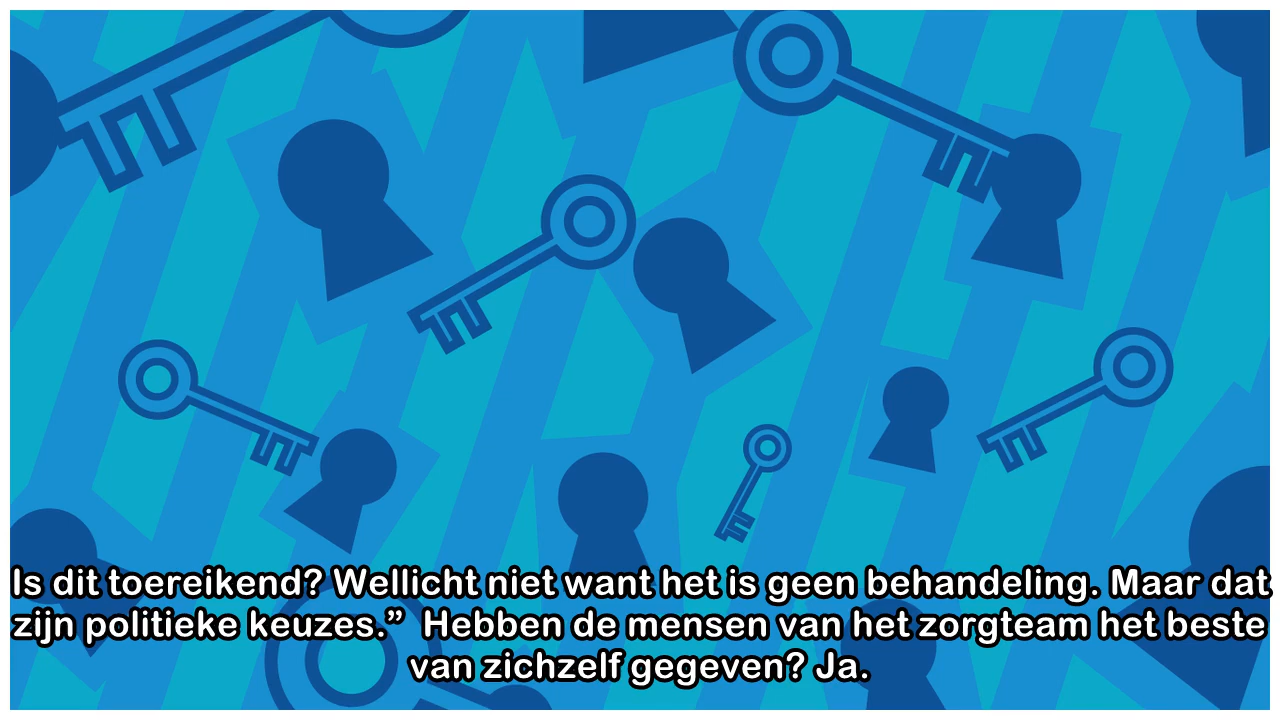 Is dit toereikend? Wellicht niet want het is geen behandeling. Maar dat
zijn politieke keuzes.” Hebben de mensen van het zorgteam het beste
van zichzelf gegeven? Ja.